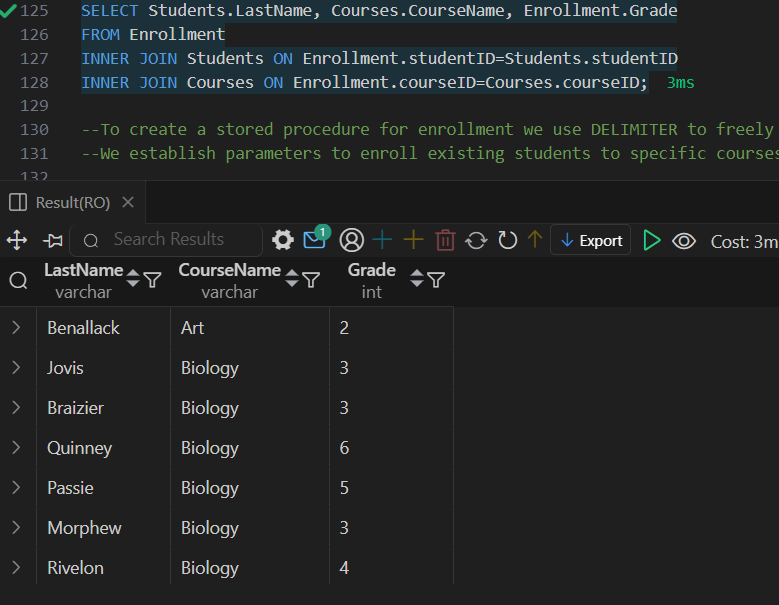 125 SELECT Students.LastName, Courses.CourseName, Enrollment.Grade
126 FROM Enrollment
127 INNER JOIN Students ON Enrollment.studentID=Students.studentID
128 INNER JOIN Courses ON Enrollment.courseID=Courses.courseID; 3ms
129
130 --To create a stored procedure for enrollment we use DELIMITER to freely
131 --We establish parameters to enroll existing students to specific courses
132
Result(RO)
Search Results 1 Export Cost: 3m
LastName CourseName Grade
varchar varchar int
Benallack Art 2
Jovis Biology 3
Braizier Biology 3
Quinney Biology 6
Passie Biology 5
Morphew Biology 3
Rivelon Biology 4